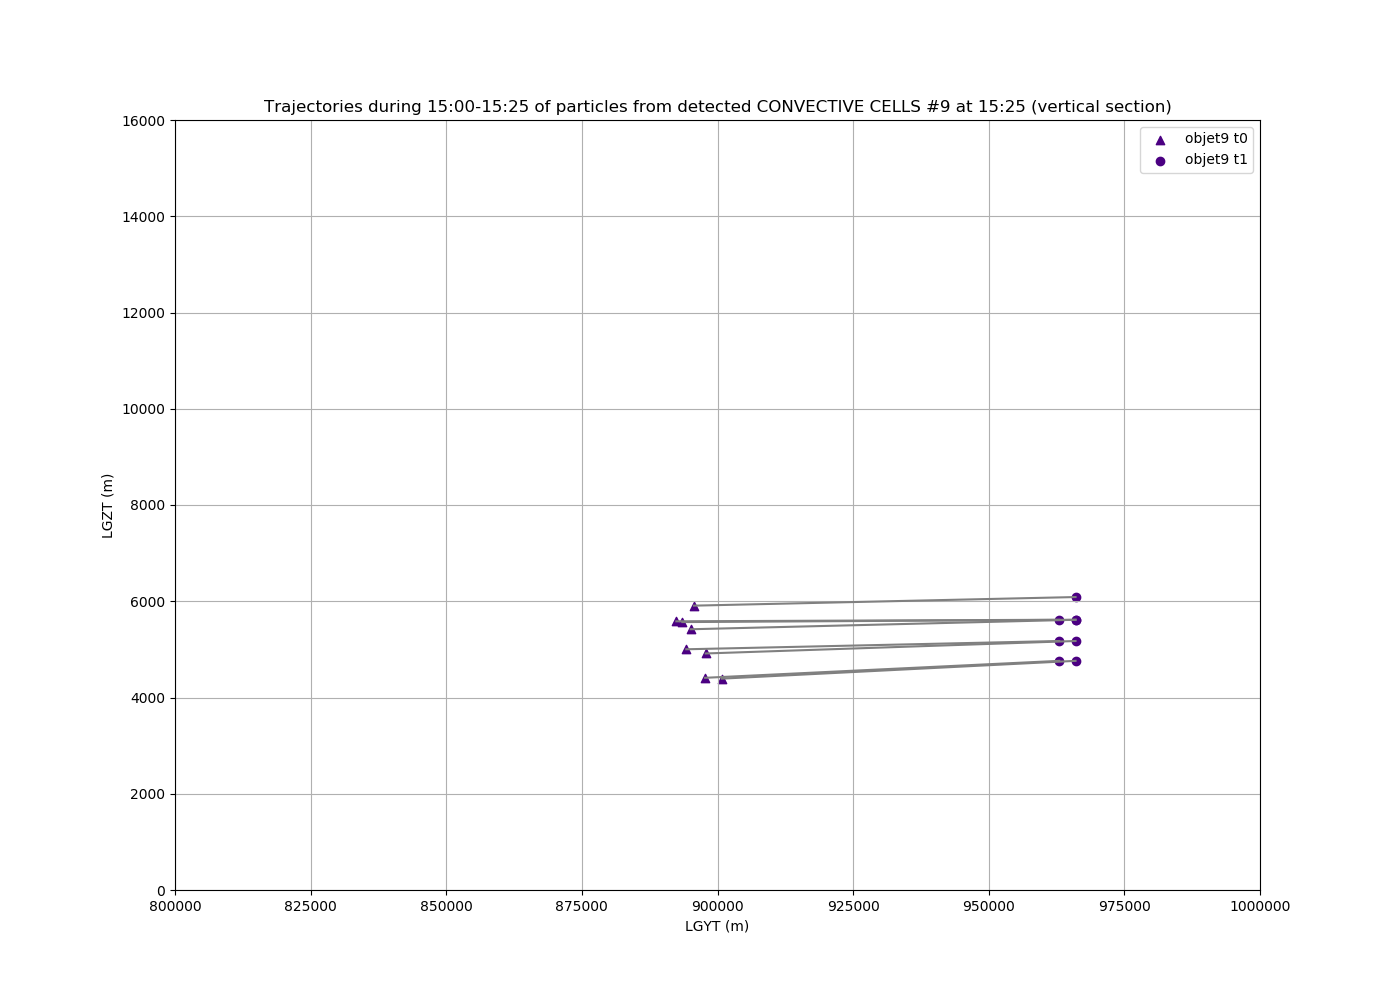 Trajectories during 15:00-15:25 of particles from detected CONVECTIVE CELLS #9 at 15:25 (vertical section)
objet9 t0
objet9 t1
16000
14000
12000
10000
8000
6000
4000
2000
0
LGZT (m)
800000 825000 850000 875000 900000 925000 950000 975000 1000000
LGYT (m)